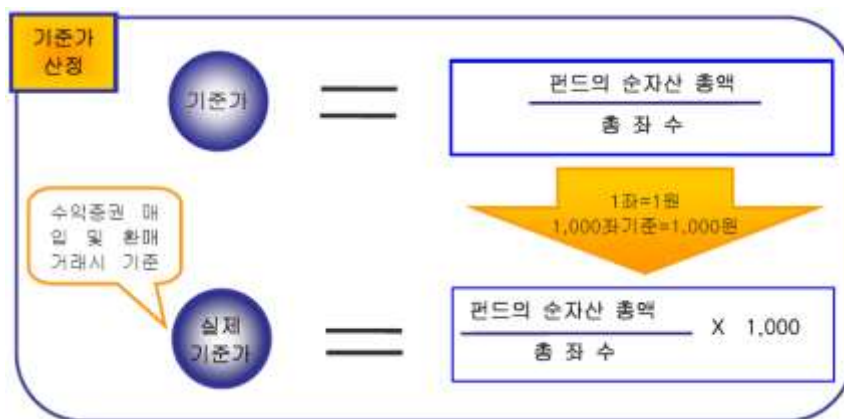 기준가
산정
기준가
펀드의 순자산 총액
총 좌 수
1좌=1원
1,000좌기준=1,000원
수익증권 매
입 및 환매
거래시 기준
실제
기준가
펀드의 순자산 총액
총 좌 수
X 1,000